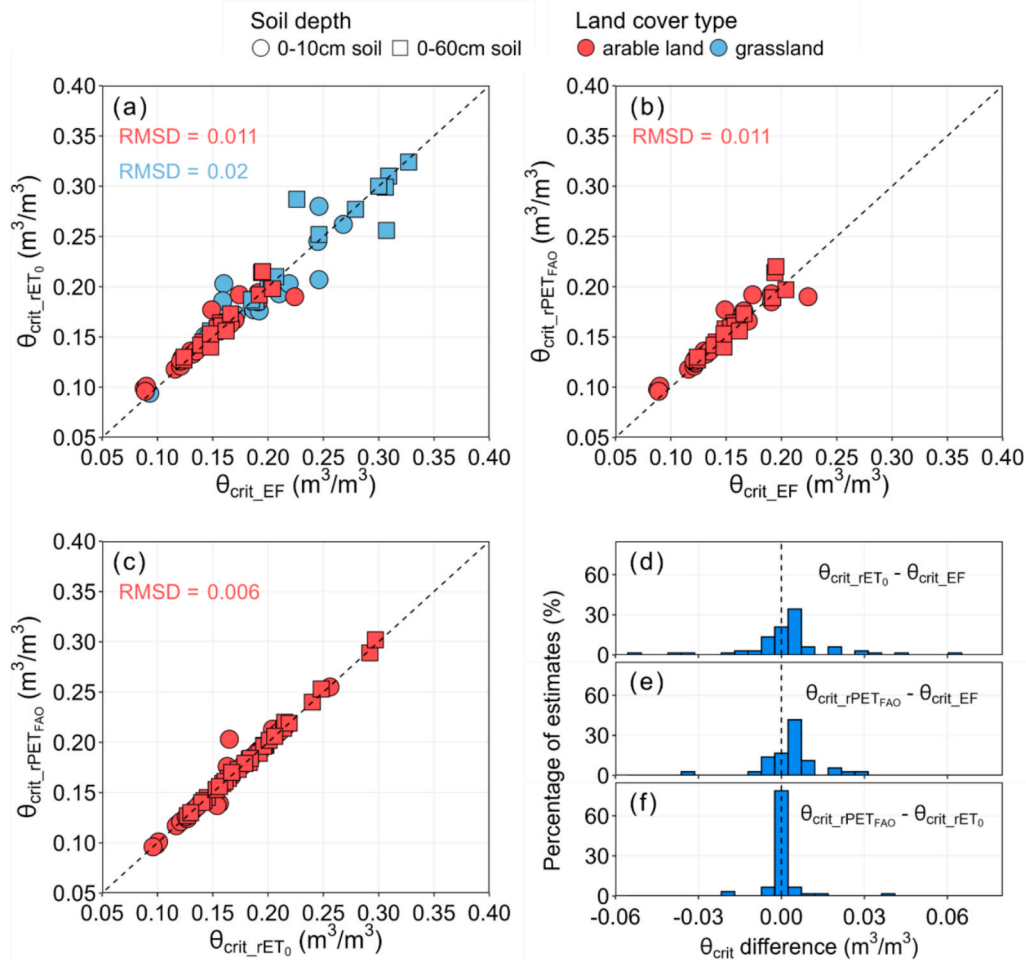 Soil depth Land cover type
0-10cm soil 0-60cm soil arable land grassland
(a)
RMSD = 0.011
RMSD = 0.02
0.40
0.35
0.30
0.25
0.20
0.15
0.10
0.05
θcrit_rET0 (m³/m³)
0.05 0.10 0.15 0.20 0.25 0.30 0.35 0.40
θcrit_EF (m³/m³)
(b)
RMSD = 0.011
0.40
0.35
0.30
0.25
0.20
0.15
0.10
0.05
θcrit_rPETFAO (m³/m³)
0.05 0.10 0.15 0.20 0.25 0.30 0.35 0.40
θcrit_EF (m³/m³)
(c)
RMSD = 0.006
0.40
0.35
0.30
0.25
0.20
0.15
0.10
0.05
θcrit_rPETFAO (m³/m³)
0.05 0.10 0.15 0.20 0.25 0.30 0.35 0.40
θcrit_rET0 (m³/m³)
Percentage of estimates (%)
(d)
θcrit_rET0 - θcrit_EF
60
30
0
(e)
θcrit_rPETFAO - θcrit_EF
60
30
0
(f)
θcrit_rPETFAO - θcrit_rET0
60
30
0
-0.06 -0.03 0.00 0.03 0.06
θcrit difference (m³/m³)